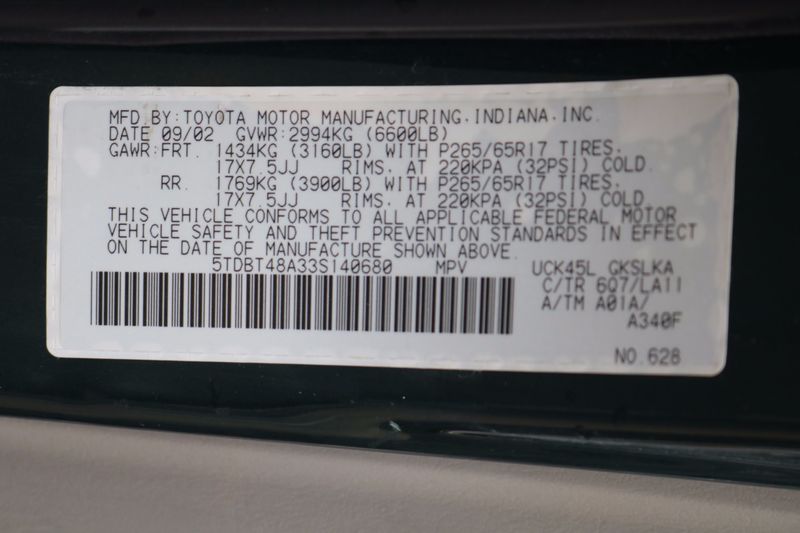 MFD.BY:TOYOTA MOTOR MANUFACTURING,INDIANA,INC.
DATE 09/02 GVWR:2994KG (6600LB)
GAWR:FRT. 1434KG (3160LB) WITH P265/65R17 TIRES.
17X7.5JJ RIMS. AT 220KPA (32PSI) COLD.
RR. 1769KG (3900LB) WITH P265/65R17 TIRES.
17X7.5JJ RIMS. AT 220KPA (32PSI) COLD.
THIS VEHICLE CONFORMS TO ALL APPLICABLE FEDERAL MOTOR
VEHICLE SAFETY AND THEFT PREVENTION STANDARDS IN EFFECT
ON THE DATE OF MANUFACTURE SHOWN ABOVE.
5TDBT48A33S140680 MPV UCK45L GKSLKA
C/TR 6Q7/LA11
A/TM A01A/
A340F
NO.628